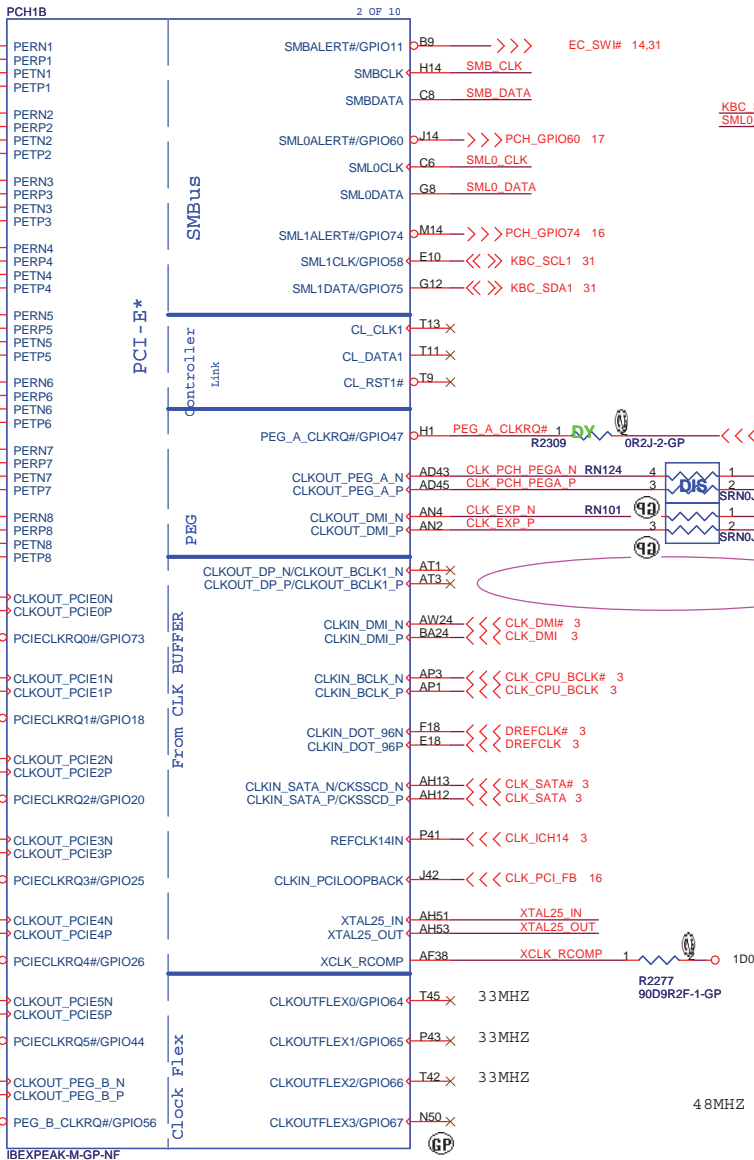 PCH1B 2 OF 10
PERN1
PERP1
PETN1
PETP1
PERN2
PERP2
PETN2
PETP2
PERN3
PERP3
PETN3
PETP3
PERN4
PERP4
PETN4
PETP4
PERN5
PERP5
PETN5
PETP5
PERN6
PERP6
PETN6
PETP6
PERN7
PERP7
PETN7
PETP7
PERN8
PERP8
PETN8
PETP8
CLKOUT_PCIE0N
CLKOUT_PCIE0P
PCIECLKRQ0#/GPIO73
CLKOUT_PCIE1N
CLKOUT_PCIE1P
PCIECLKRQ1#/GPIO18
CLKOUT_PCIE2N
CLKOUT_PCIE2P
PCIECLKRQ2#/GPIO20
CLKOUT_PCIE3N
CLKOUT_PCIE3P
PCIECLKRQ3#/GPIO25
CLKOUT_PCIE4N
CLKOUT_PCIE4P
PCIECLKRQ4#/GPIO26
CLKOUT_PCIE5N
CLKOUT_PCIE5P
PCIECLKRQ5#/GPIO44
CLKOUT_PEG_B_N
CLKOUT_PEG_B_P
PEG_B_CLKRQ#/GPIO56
PCI-E*
SMBus
Controller
Link
PEG
From CLK BUFFER
Clock Flex
SMBALERT#/GPIO11 B9 EC_SWI# 14,31
SMBCLK H14 SMB_CLK
SMBDATA C8 SMB_DATA
KBC_
SML0
SML0ALERT#/GPIO60 J14 PCH_GPIO60 17
SML0CLK C6 SML0_CLK
SML0DATA G8 SML0_DATA
SML1ALERT#/GPIO74 M14 PCH_GPIO74 16
SML1CLK/GPIO58 E10 KBC_SCL1 31
SML1DATA/GPIO75 G12 KBC_SDA1 31
CL_CLK1 T13
CL_DATA1 T11
CL_RST1# T9
PEG_A_CLKRQ#/GPIO47 H1 PEG_A_CLKRQ# 1 DY 2
R2309 0R2J-2-GP
CLKOUT_PEG_A_N AD43 CLK_PCH_PEGA_N RN124 4 1
CLKOUT_PEG_A_P AD45 CLK_PCH_PEGA_P 3 DIS 2
SRN0J
CLKOUT_DMI_N AN4 CLK_EXP_N RN101 4 1
CLKOUT_DMI_P AN2 CLK_EXP_P 3 2
SRN0J
CLKOUT_DP_N/CLKOUT_BCLK1_N AT1
CLKOUT_DP_P/CLKOUT_BCLK1_P AT3
CLKIN_DMI_N AW24 CLK_DMI# 3
CLKIN_DMI_P BA24 CLK_DMI 3
CLKIN_BCLK_N AP3 CLK_CPU_BCLK# 3
CLKIN_BCLK_P AP1 CLK_CPU_BCLK 3
CLKIN_DOT_96N F18 DREFCLK# 3
CLKIN_DOT_96P E18 DREFCLK 3
CLKIN_SATA_N/CKSSCD_N AH13 CLK_SATA# 3
CLKIN_SATA_P/CKSSCD_P AH12 CLK_SATA 3
REFCLK14IN P41 CLK_ICH14 3
CLKIN_PCILOOPBACK J42 CLK_PCI_FB 16
XTAL25_IN AH51 XTAL25_IN
XTAL25_OUT AH53 XTAL25_OUT
XCLK_RCOMP AF38 XCLK_RCOMP 1 2 1D0
R2277
90D9R2F-1-GP
CLKOUTFLEX0/GPIO64 T45 33MHZ
CLKOUTFLEX1/GPIO65 P43 33MHZ
CLKOUTFLEX2/GPIO66 T42 33MHZ
48MHZ
CLKOUTFLEX3/GPIO67 N50
GP
IBEXPEAK-M-GP-NF